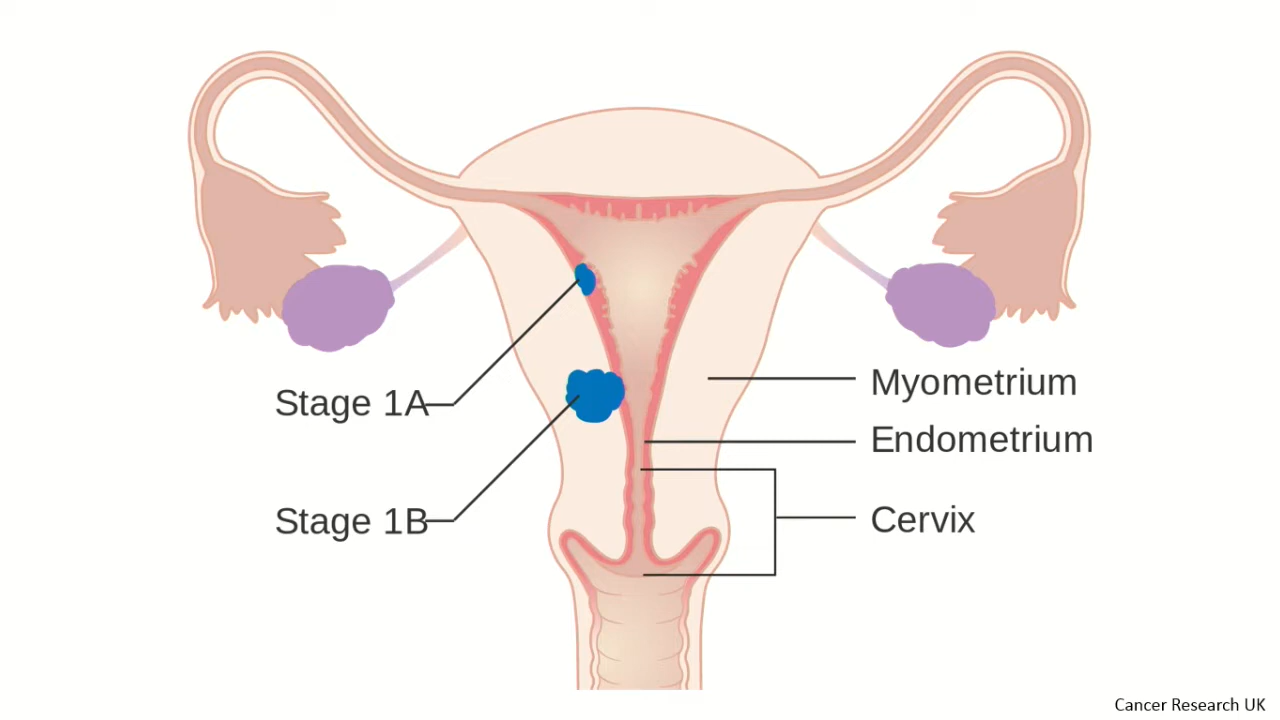 Stage 1A
Stage 1B
Myometrium
Endometrium
Cervix
Cancer Research UK